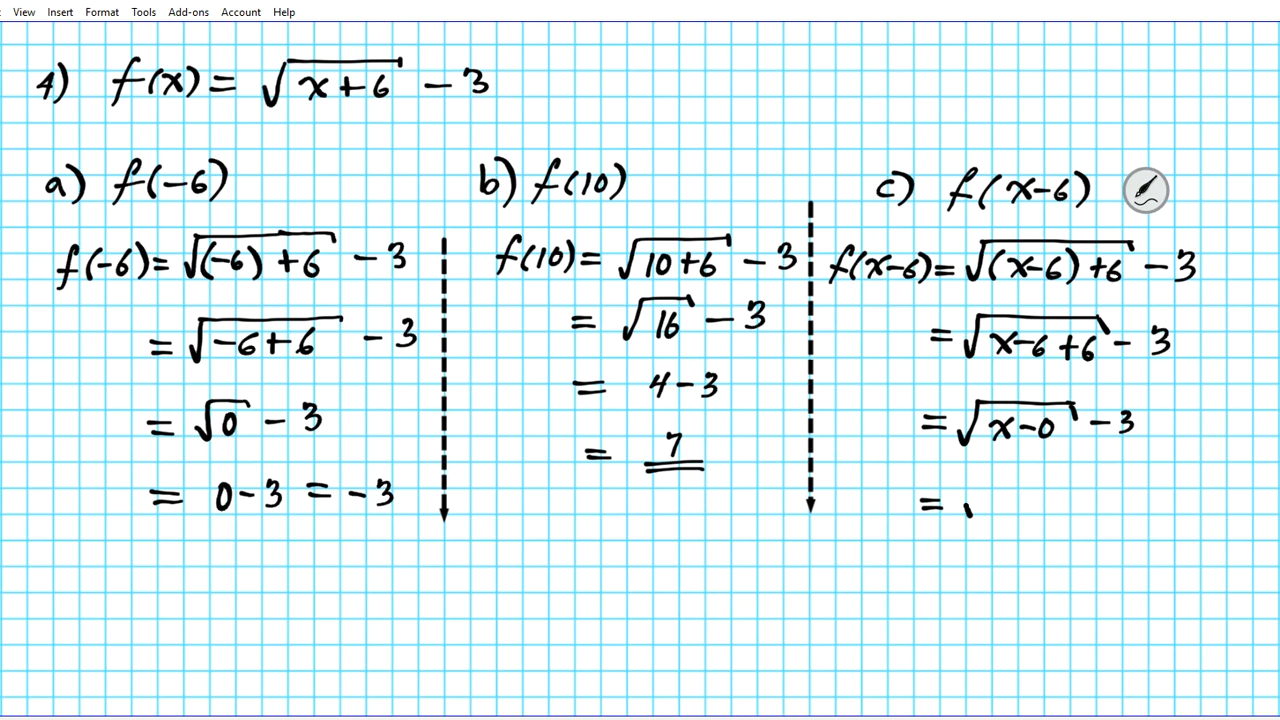 View Insert Format Tools Add-ons Account Help
4) f(x) = √(x+6) - 3
a) f(-6)
f(-6) = √((-6)+6) - 3
= √(-6+6) - 3
= √0 - 3
= 0-3 = -3
b) f(10)
f(10) = √(10+6) - 3
= √16 - 3
= 4-3
= 7
c) f(x-6)
f(x-6) = √((x-6)+6) - 3
= √(x-6+6) - 3
= √(x-0) - 3
=